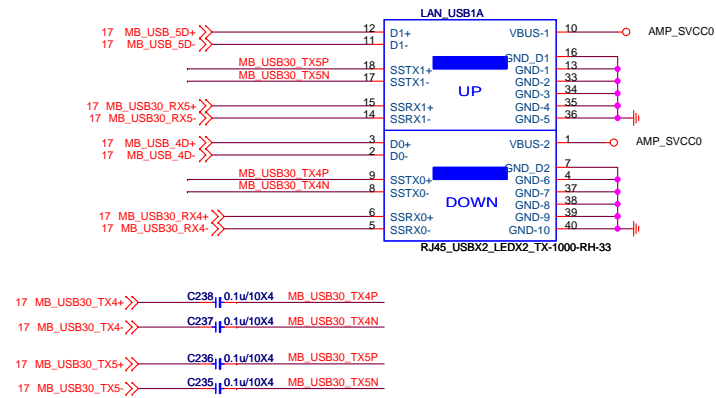 LAN_USB1A
17 MB_USB_5D+ 12 D1+ VBUS-1 10 AMP_SVCC0
17 MB_USB_5D- 11 D1-
GND_D1 16
MB_USB30_TX5P 18 SSTX1+ GND-1 13
MB_USB30_TX5N 17 SSTX1- GND-2 33
UP GND-3 34
17 MB_USB30_RX5+ 15 SSRX1+ GND-4 35
17 MB_USB30_RX5- 14 SSRX1- GND-5 36
17 MB_USB_4D+ 3 D0+ VBUS-2 1 AMP_SVCC0
17 MB_USB_4D- 2 D0-
GND_D2 7
MB_USB30_TX4P 9 SSTX0+ GND-6 4
MB_USB30_TX4N 8 SSTX0- GND-7 37
DOWN GND-8 38
17 MB_USB30_RX4+ 6 SSRX0+ GND-9 39
17 MB_USB30_RX4- 5 SSRX0- GND-10 40
RJ45_USBX2_LEDX2_TX-1000-RH-33
17 MB_USB30_TX4+ C238 0.1u/10X4 MB_USB30_TX4P
17 MB_USB30_TX4- C237 0.1u/10X4 MB_USB30_TX4N
17 MB_USB30_TX5+ C236 0.1u/10X4 MB_USB30_TX5P
17 MB_USB30_TX5- C235 0.1u/10X4 MB_USB30_TX5N